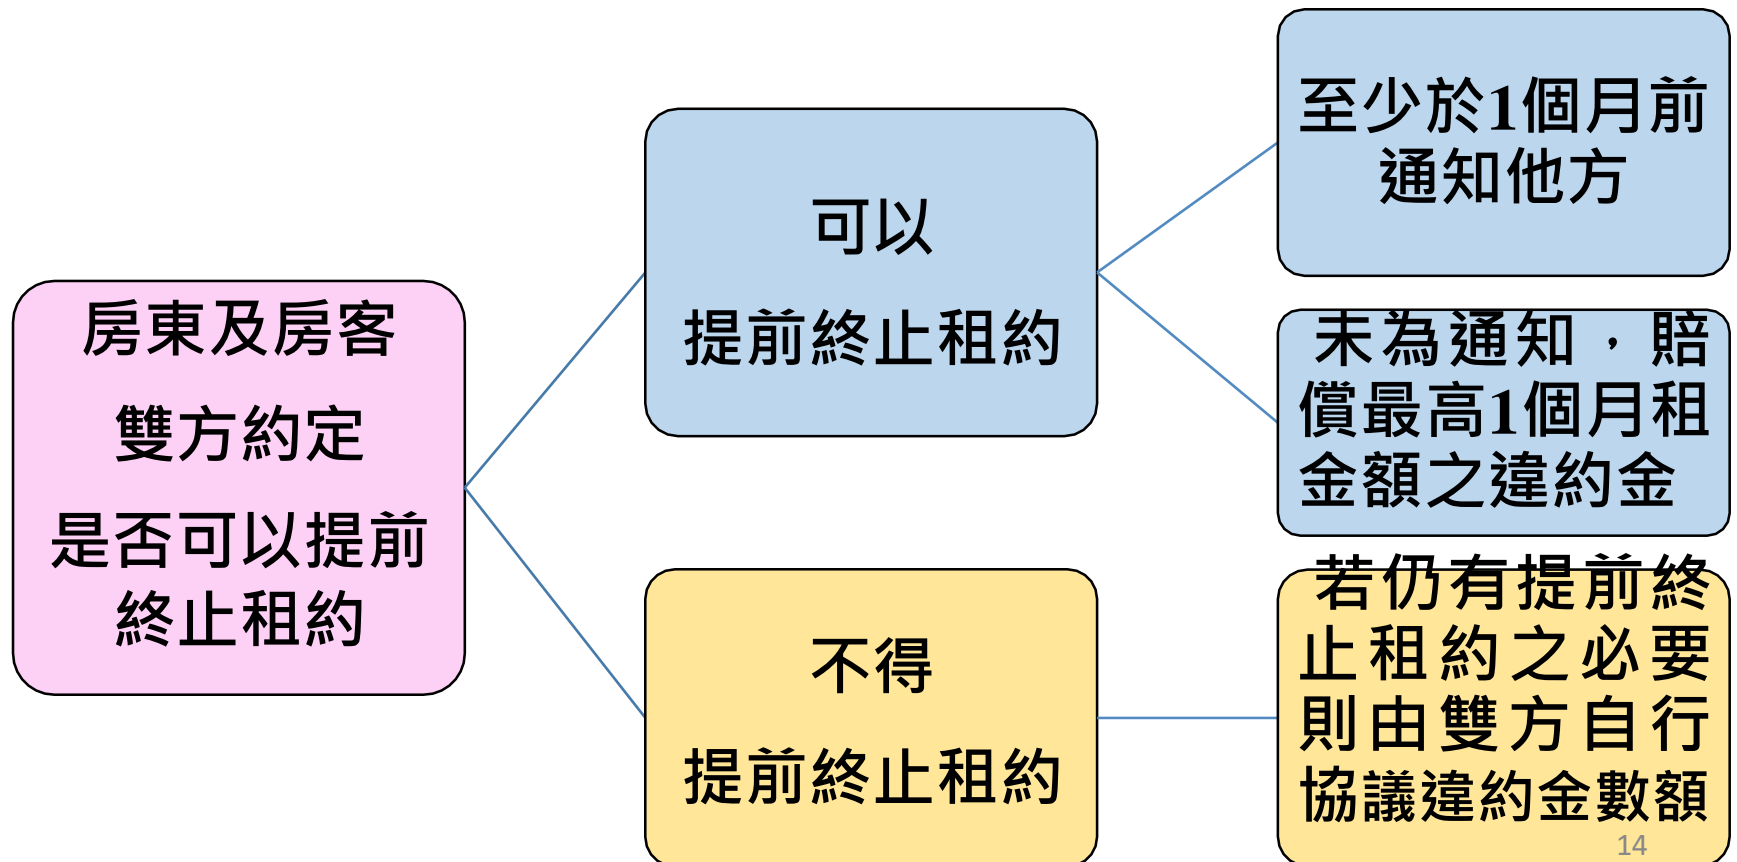 房東及房客
雙方約定
是否可以提前
終止租約
可以
提前終止租約
不得
提前終止租約
至少於1個月前
通知他方
未為通知，賠
償最高1個月租
金額之違約金
若仍有提前終
止租約之必要
則由雙方自行
協議違約金數額
14